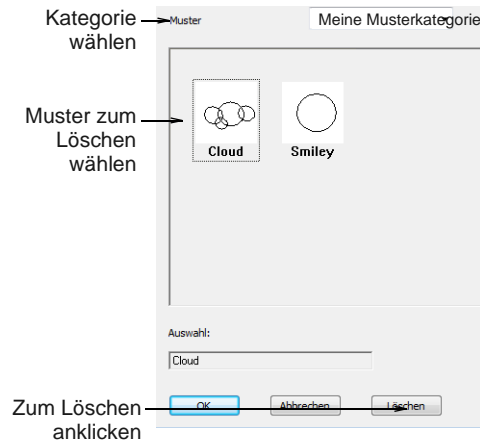 Kategorie
wählen
Muster
Meine Musterkategorie
Muster zum
Löschen
wählen
Cloud
Smiley
Auswahl:
Cloud
Zum Löschen
anklicken
OK
Abbrechen
Löschen